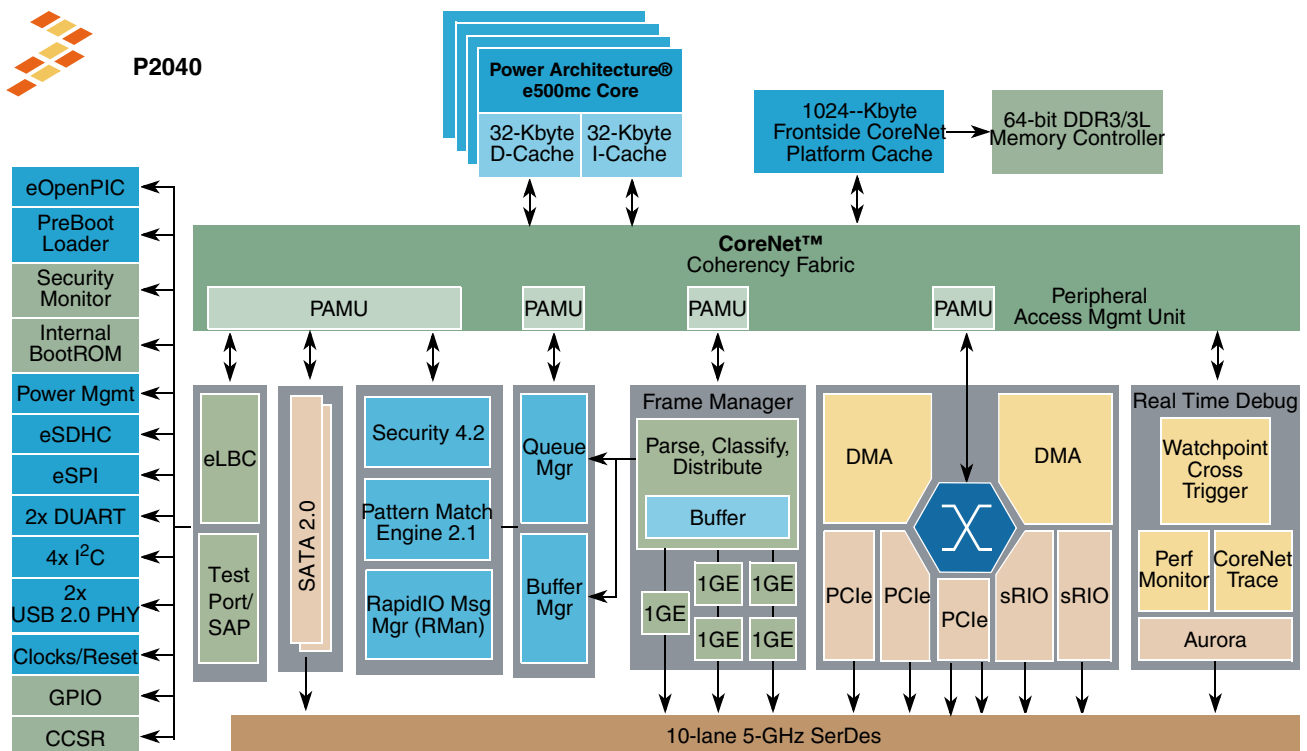 P2040
Power Architecture®
e500mc Core
32-Kbyte
D-Cache
32-Kbyte
I-Cache
1024--Kbyte
Frontside CoreNet
Platform Cache
64-bit DDR3/3L
Memory Controller
eOpenPIC
PreBoot
Loader
Security
Monitor
Internal
BootROM
Power Mgmt
eSDHC
eSPI
2x DUART
4x I²C
2x
USB 2.0 PHY
Clocks/Reset
GPIO
CCSR
CoreNet™
Coherency Fabric
PAMU
PAMU
PAMU
PAMU
Peripheral
Access Mgmt Unit
eLBC
Test
Port/
SAP
SATA 2.0
Security 4.2
Pattern Match
Engine 2.1
RapidIO Msg
Mgr (RMan)
Queue
Mgr
Buffer
Mgr
Frame Manager
Parse, Classify,
Distribute
Buffer
1GE
1GE
1GE
1GE
1GE
DMA
DMA
PCIe
PCIe
PCIe
sRIO
sRIO
Real Time Debug
Watchpoint
Cross
Trigger
Perf
Monitor
CoreNet
Trace
Aurora
10-lane 5-GHz SerDes